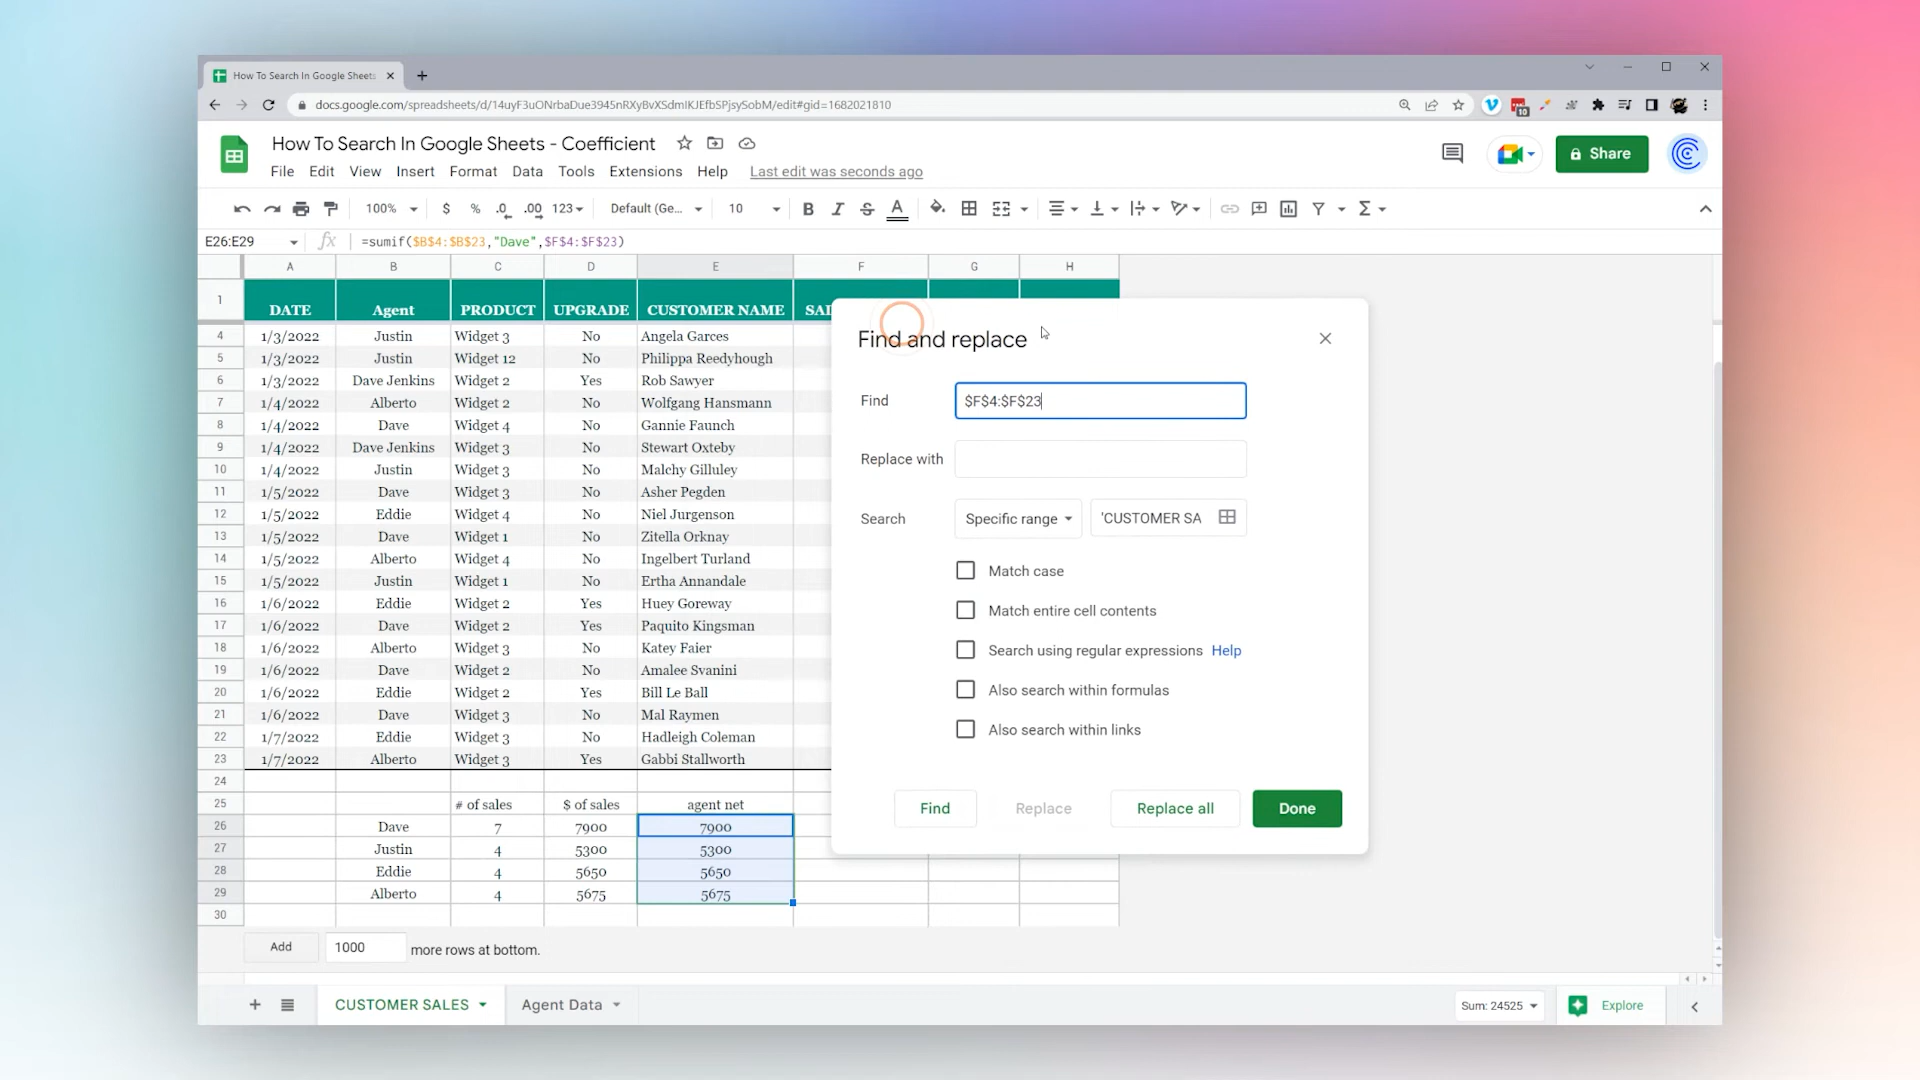 How To Search In Google Sheets
docs.google.com/spreadsheets/d/14uyF3uONrbaDue3945nRXyBvXSdmIKJEfbSPjsySobM/edit#gid=1682021810
10
How To Search In Google Sheets - Coefficient
Share
File Edit View Insert Format Data Tools Extensions Help Last edit was seconds ago
100% $ % .0 .00 123 Default (Ge... 10 B I S A
E26:E29 fx =sumif($B$4:$B$23,"Dave",$F$4:$F$23)
A B C D E F G H
1 DATE Agent PRODUCT UPGRADE CUSTOMER NAME
4 1/3/2022 Justin Widget 3 No Angela Garces
5 1/3/2022 Justin Widget 12 No Philippa Reedyhough
6 1/3/2022 Dave Jenkins Widget 2 Yes Rob Sawyer
7 1/4/2022 Alberto Widget 2 No Wolfgang Hansmann
8 1/4/2022 Dave Widget 4 No Gannie Faunch
9 1/4/2022 Dave Jenkins Widget 3 No Stewart Oxteby
10 1/4/2022 Justin Widget 3 No Malchy Gilluley
11 1/5/2022 Dave Widget 3 No Asher Pegden
12 1/5/2022 Eddie Widget 4 No Niel Jurgenson
13 1/5/2022 Dave Widget 1 No Zitella Orknay
14 1/5/2022 Alberto Widget 4 No Ingelbert Turland
15 1/5/2022 Justin Widget 1 No Ertha Annandale
16 1/6/2022 Eddie Widget 2 Yes Huey Goreway
17 1/6/2022 Dave Widget 2 Yes Paquito Kingsman
18 1/6/2022 Alberto Widget 3 No Katey Faier
19 1/6/2022 Dave Widget 2 No Amalee Svanini
20 1/6/2022 Eddie Widget 2 Yes Bill Le Ball
21 1/6/2022 Dave Widget 3 No Mal Raymen
22 1/7/2022 Eddie Widget 3 No Hadleigh Coleman
23 1/7/2022 Alberto Widget 3 Yes Gabbi Stallworth
24
25 # of sales $ of sales agent net
26 Dave 7 7900 7900
27 Justin 4 5300 5300
28 Eddie 4 5650 5650
29 Alberto 4 5675 5675
30
Find and replace
Find $F$4:$F$23
Replace with
Search Specific range 'CUSTOMER SA
Match case
Match entire cell contents
Search using regular expressions Help
Also search within formulas
Also search within links
Find Replace Replace all Done
Add 1000 more rows at bottom.
CUSTOMER SALES Agent Data Sum: 24525 Explore